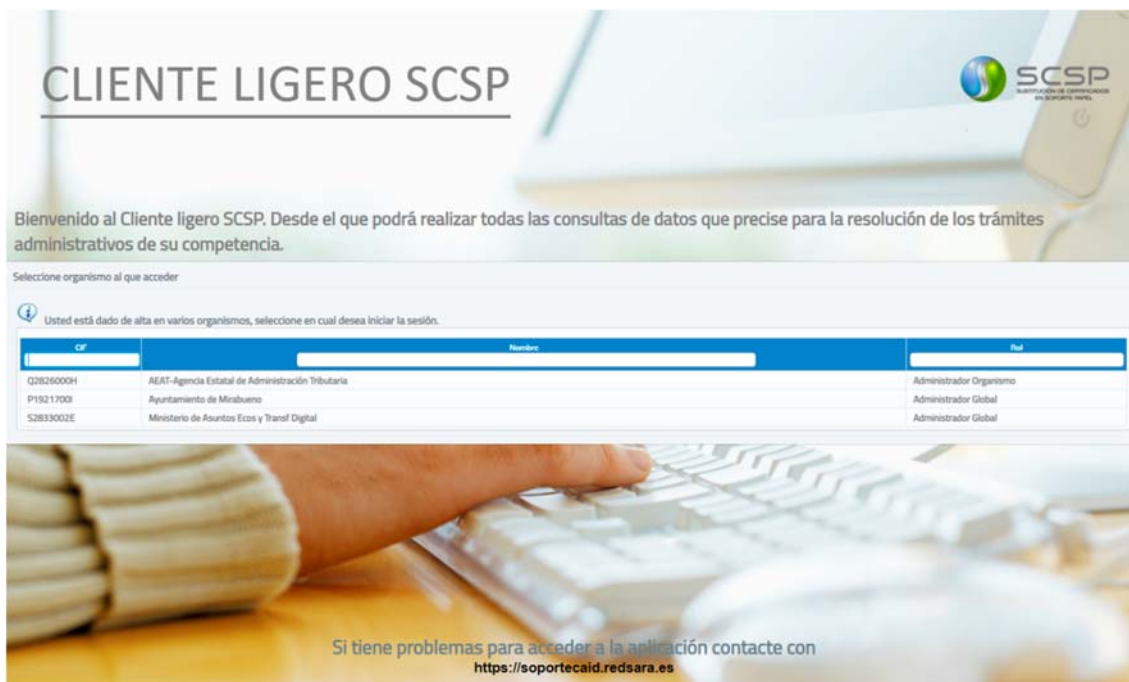 CLIENTE LIGERO SCSP
SCSP
SUSTITUCIÓN DE CERTIFICADOS
EN SOPORTE PAPEL
Bienvenido al Cliente ligero SCSP. Desde el que podrá realizar todas las consultas de datos que precise para la resolución de los trámites
administrativos de su competencia.
Seleccione organismo al que acceder
Usted está dado de alta en varios organismos, seleccione en cual desea iniciar la sesión.
CIF Nombre Rol
Q2826000H AEAT-Agencia Estatal de Administración Tributaria Administrador Organismo
P1921700I Ayuntamiento de Mirabueno Administrador Global
S2833002E Ministerio de Asuntos Ecos y Transf Digital Administrador Global
Si tiene problemas para acceder a la aplicación contacte con
https://soportecaid.redsara.es